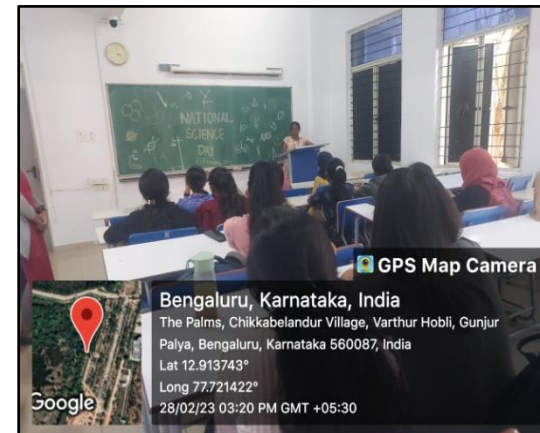 NATIONAL
SCIENCE
DAY
GPS Map Camera
Bengaluru, Karnataka, India
The Palms, Chikkabelandur Village, Varthur Hobli, Gunjur
Palya, Bengaluru, Karnataka 560087, India
Lat 12.913743°
Long 77.721422°
28/02/23 03:20 PM GMT +05:30
Google